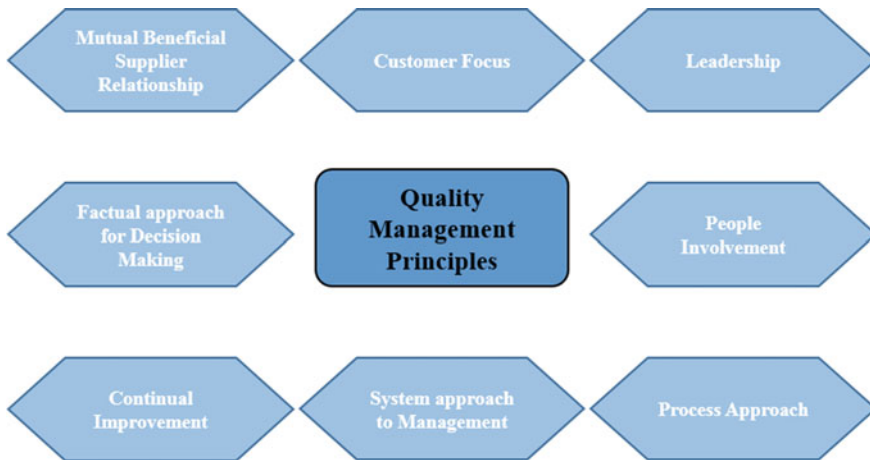 Mutual Beneficial
Supplier
Relationship
Customer Focus
Leadership
Factual approach
for Decision
Making
Quality
Management
Principles
People
Involvement
Continual
Improvement
System approach
to Management
Process Approach